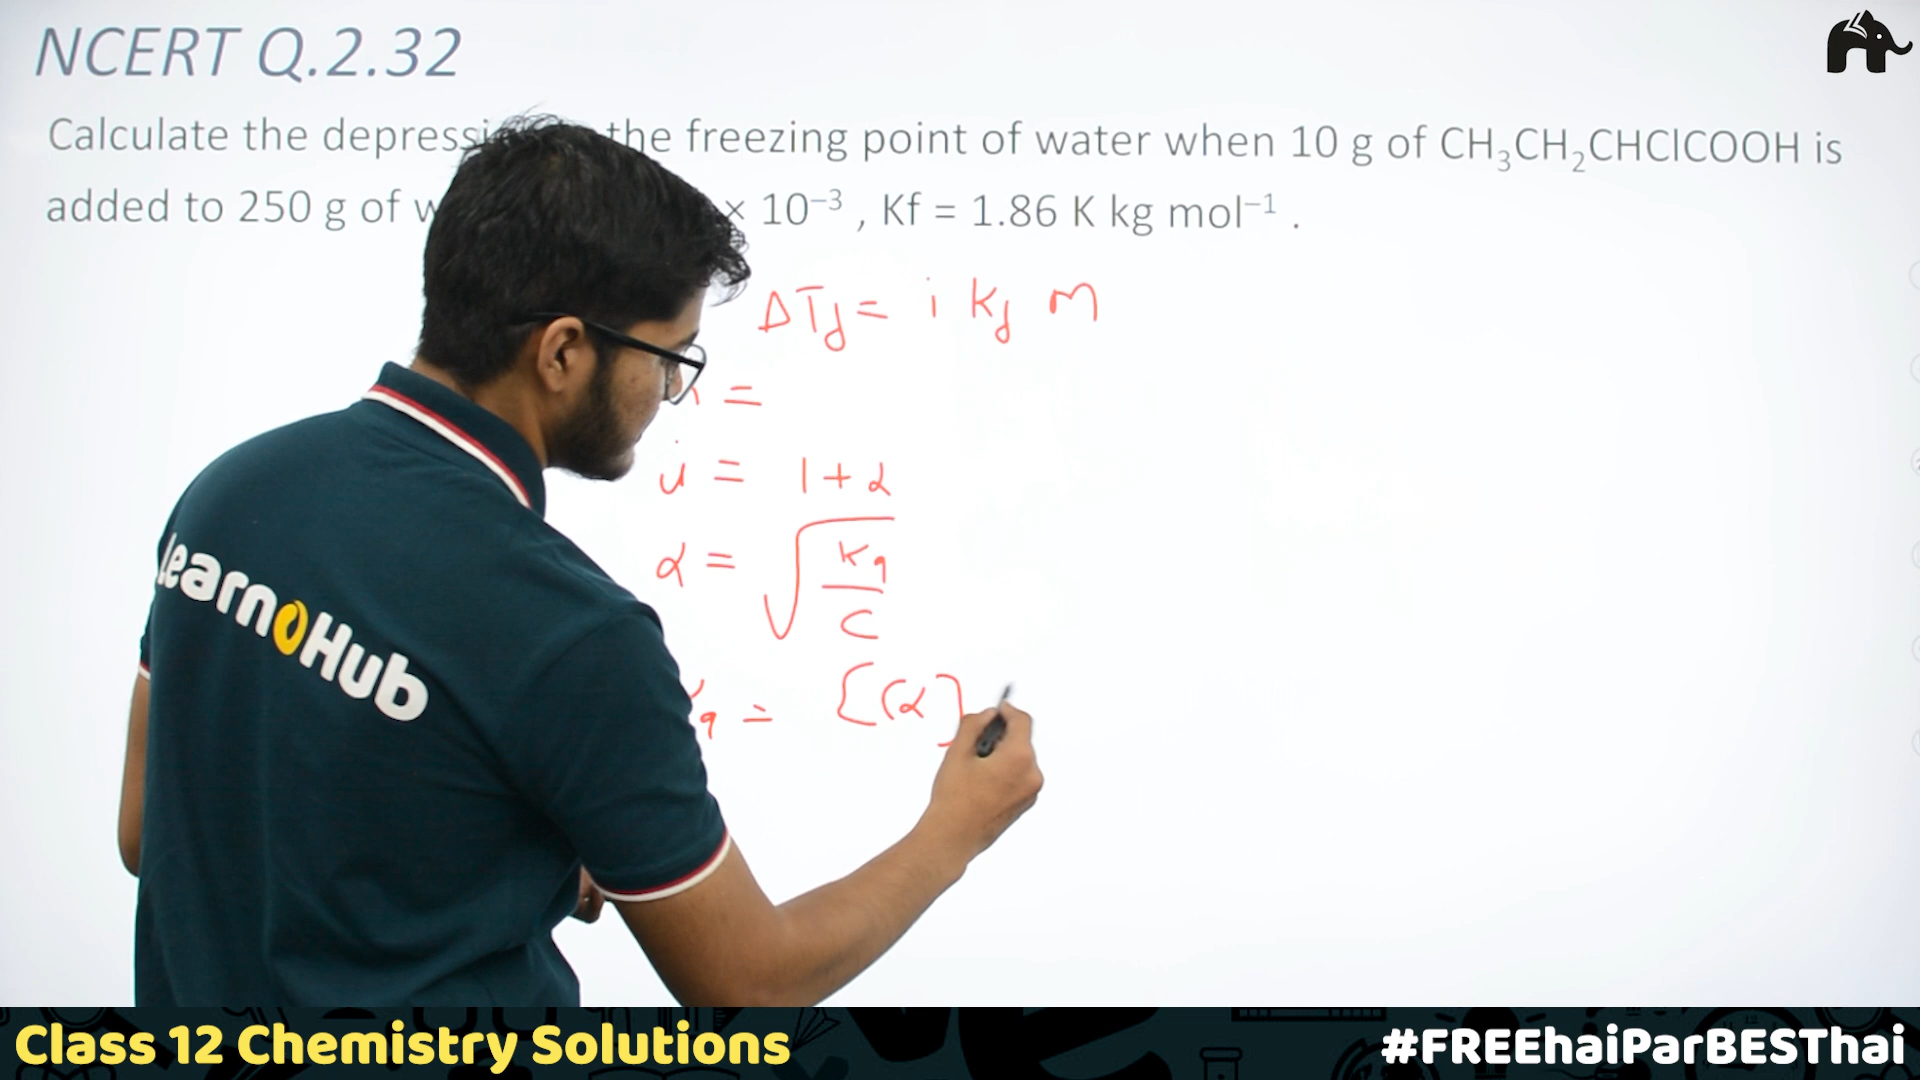 NCERT Q.2.32
Calculate the the freezing point of water when 10 g of CH₃CH₂CHClCOOH is
added to 250 g of × 10⁻³ , Kf = 1.86 K kg mol⁻¹ .
ΔTf = i kf m
=
i = 1 + α
α = √(ka/C)
a = [Cα]
LearnoHub
Class 12 Chemistry Solutions
#FREEhaiParBESThai